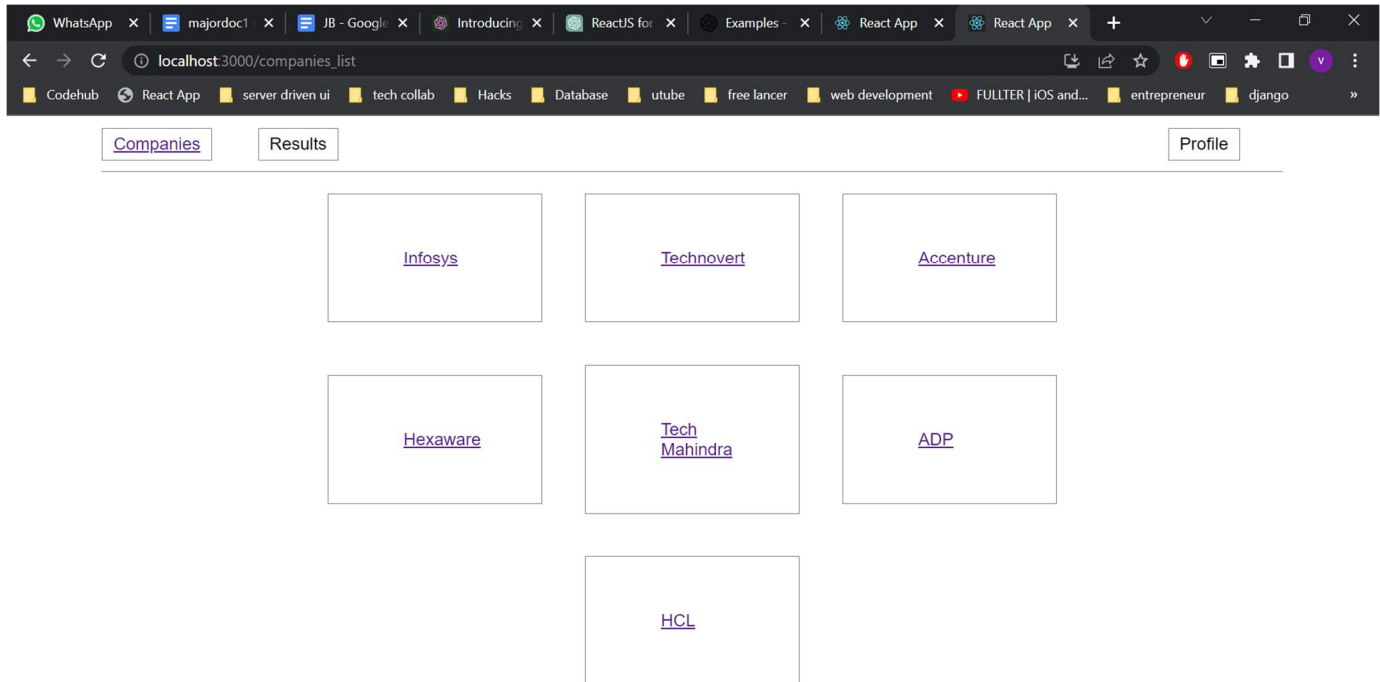 WhatsApp majordoc1 JB - Google Introducing ReactJS for Examples - React App React App
localhost:3000/companies_list
Codehub React App server driven ui tech collab Hacks Database utube free lancer web development FULLTER | iOS and... entrepreneur django »
Companies Results Profile
Infosys Technovert Accenture
Hexaware Tech ADP
Mahindra
HCL